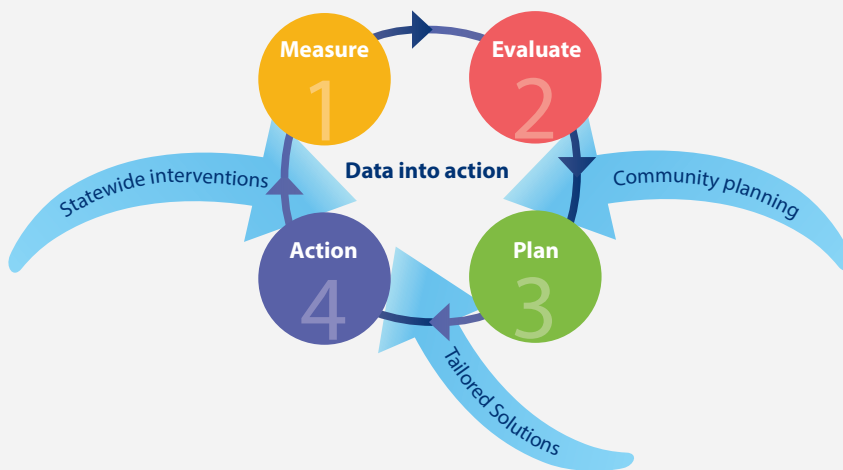 Measure
1
Evaluate
2
Data into action
Statewide interventions
Community planning
Action
4
Plan
3
Tailored Solutions